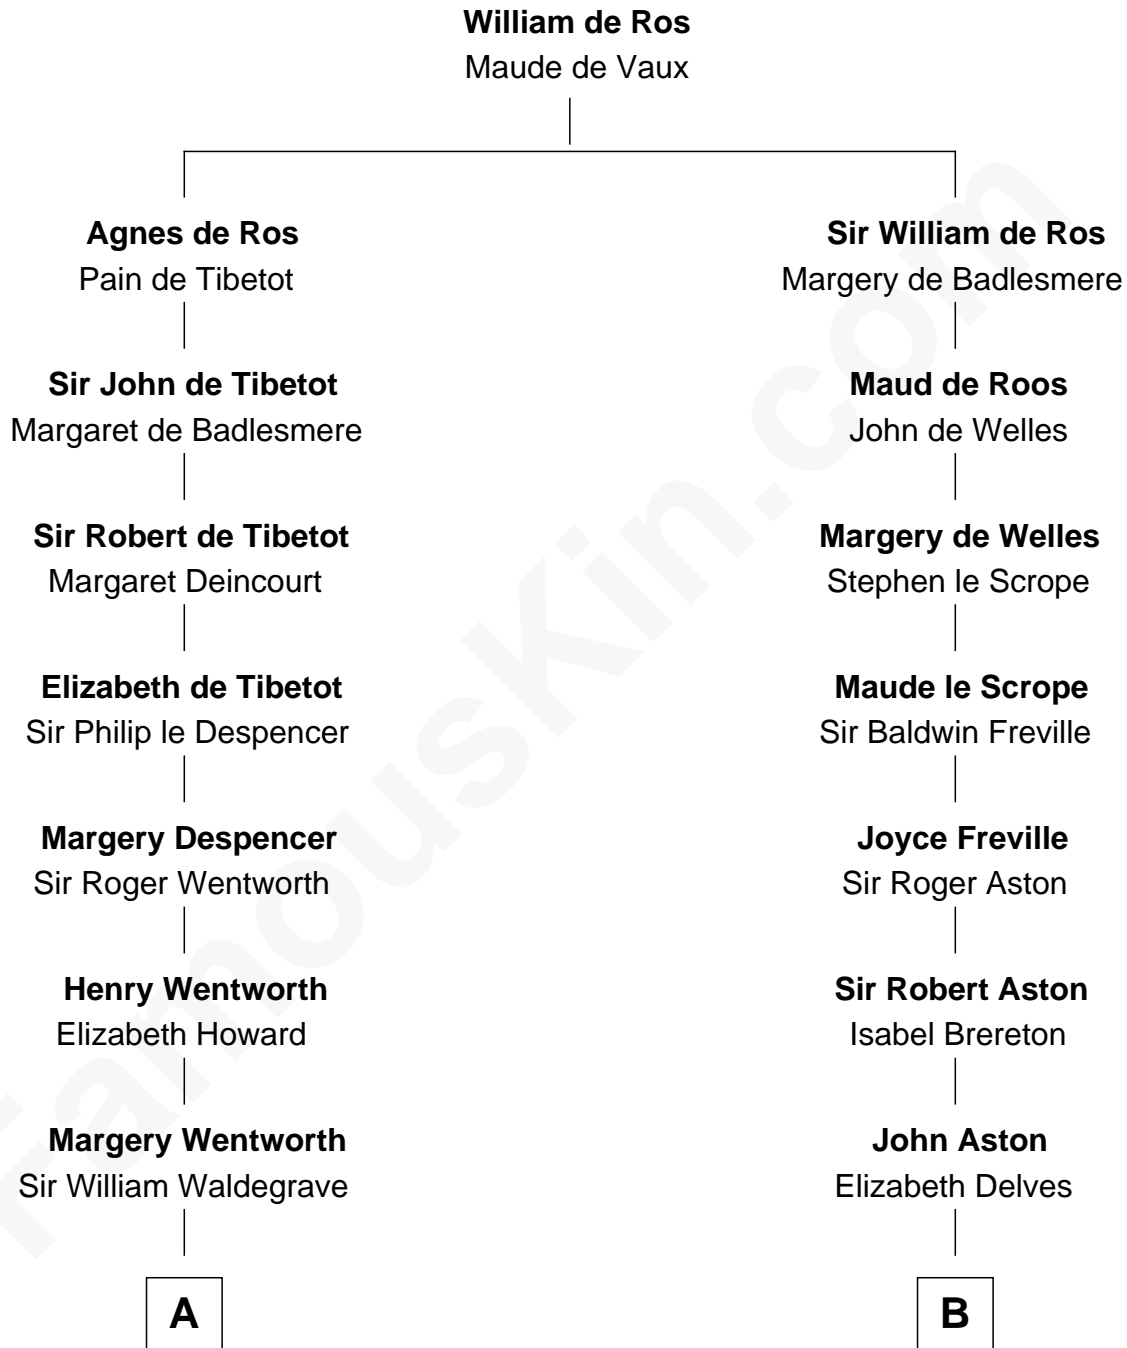 William de Ros
Maude de Vaux
Agnes de Ros
Pain de Tibetot
Sir William de Ros
Margery de Badlesmere
Sir John de Tibetot
Margaret de Badlesmere
Maud de Roos
John de Welles
Sir Robert de Tibetot
Margaret Deincourt
Margery de Welles
Stephen le Scrope
Elizabeth de Tibetot
Sir Philip le Despencer
Maude le Scrope
Sir Baldwin Freville
Margery Despencer
Sir Roger Wentworth
Joyce Freville
Sir Roger Aston
Henry Wentworth
Elizabeth Howard
Sir Robert Aston
Isabel Brereton
Margery Wentworth
Sir William Waldegrave
John Aston
Elizabeth Delves
A
B
FamousKin.com